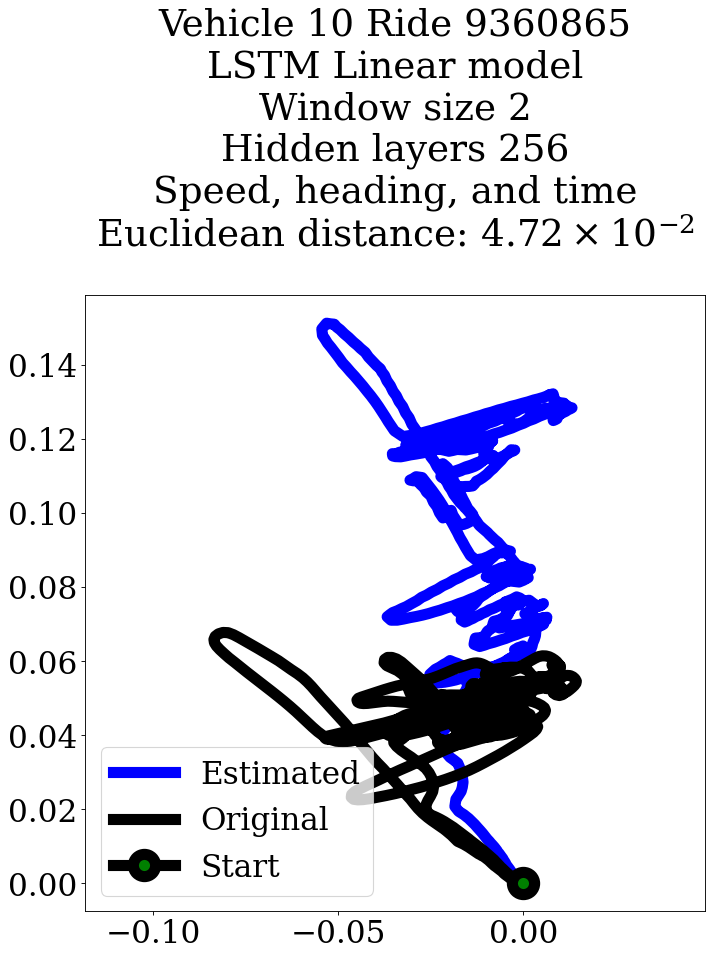 Vehicle 10 Ride 9360865
LSTM Linear model
Window size 2
Hidden layers 256
Speed, heading, and time
Euclidean distance: 4.72 × 10⁻²
0.14
0.12
0.10
0.08
0.06
0.04
0.02
0.00
Estimated
Original
Start
−0.10
−0.05
0.00